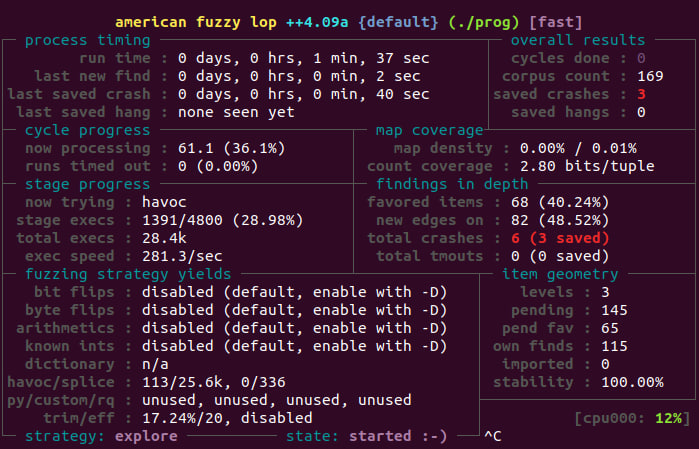 american fuzzy lop ++4.09a {default} (./prog) [fast]
process timing overall results
run time : 0 days, 0 hrs, 1 min, 37 sec cycles done : 0
last new find : 0 days, 0 hrs, 0 min, 2 sec corpus count : 169
last saved crash : 0 days, 0 hrs, 0 min, 40 sec saved crashes : 3
last saved hang : none seen yet saved hangs : 0
cycle progress map coverage
now processing : 61.1 (36.1%) map density : 0.00% / 0.01%
runs timed out : 0 (0.00%) count coverage : 2.80 bits/tuple
stage progress findings in depth
now trying : havoc favored items : 68 (40.24%)
stage execs : 1391/4800 (28.98%) new edges on : 82 (48.52%)
total execs : 28.4k total crashes : 6 (3 saved)
exec speed : 281.3/sec total tmouts : 0 (0 saved)
fuzzing strategy yields item geometry
bit flips : disabled (default, enable with -D) levels : 3
byte flips : disabled (default, enable with -D) pending : 145
arithmetics : disabled (default, enable with -D) pend fav : 65
known ints : disabled (default, enable with -D) own finds : 115
dictionary : n/a imported : 0
havoc/splice : 113/25.6k, 0/336 stability : 100.00%
py/custom/rq : unused, unused, unused, unused
trim/eff : 17.24%/20, disabled [cpu000: 12%]
strategy: explore state: started :-) ^C